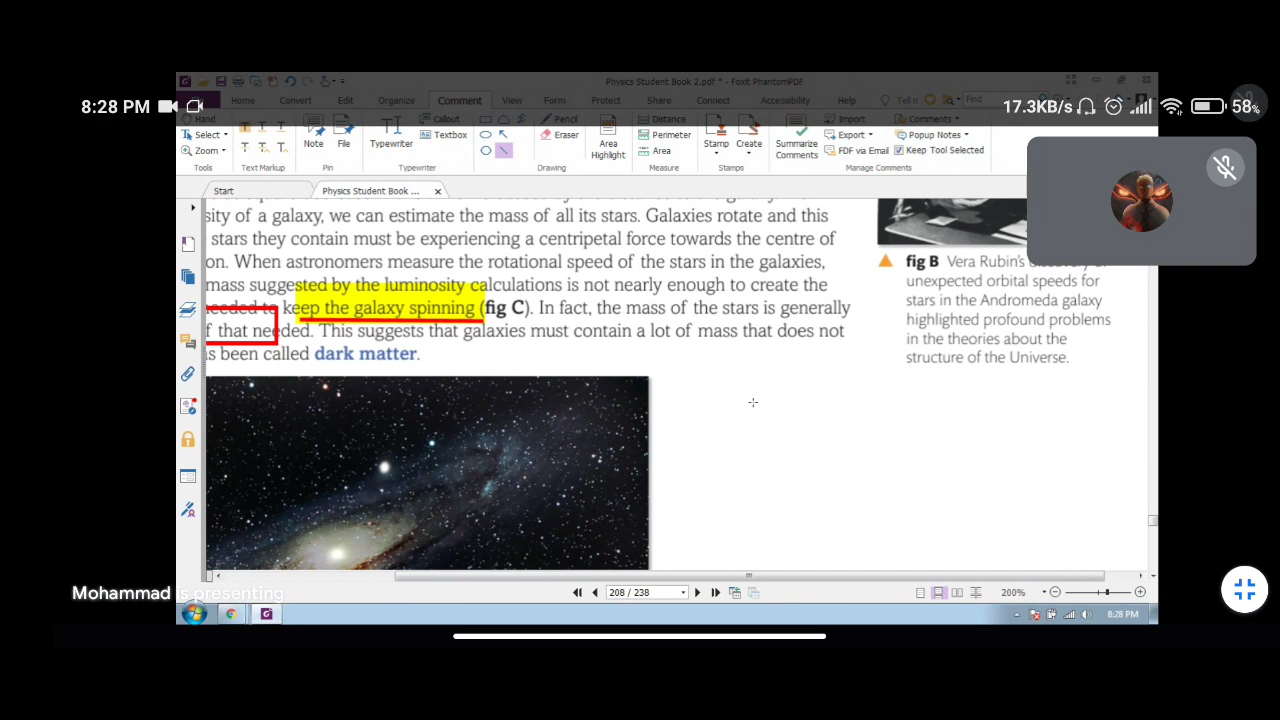 Physics Student Book 2.pdf * - Foxit PhantomPDF
8:28 PM
17.3KB/s
58%
Home Convert Edit Organize Comment View Form Protect Share Connect Accessibility Help Tell Find
Hand Callout Pencil Distance Import Comments
Select Note File Typewriter Textbox Eraser Area Highlight Perimeter Stamp Create Summarize Comments Export Popup Notes
Zoom Area FDF via Email Keep Tool Selected
Tools Text Markup Pin Typewriter Drawing Measure Stamps Manage Comments
Start Physics Student Book ...
sity of a galaxy, we can estimate the mass of all its stars. Galaxies rotate and this
stars they contain must be experiencing a centripetal force towards the centre of
on. When astronomers measure the rotational speed of the stars in the galaxies,
mass suggested by the luminosity calculations is not nearly enough to create the
needed to keep the galaxy spinning (fig C). In fact, the mass of the stars is generally
f that needed. This suggests that galaxies must contain a lot of mass that does not
s been called dark matter.
fig B Vera Rubin's discovery of
unexpected orbital speeds for
stars in the Andromeda galaxy
highlighted profound problems
in the theories about the
structure of the Universe.
Mohammad is presenting
208 / 238
200%
8:28 PM